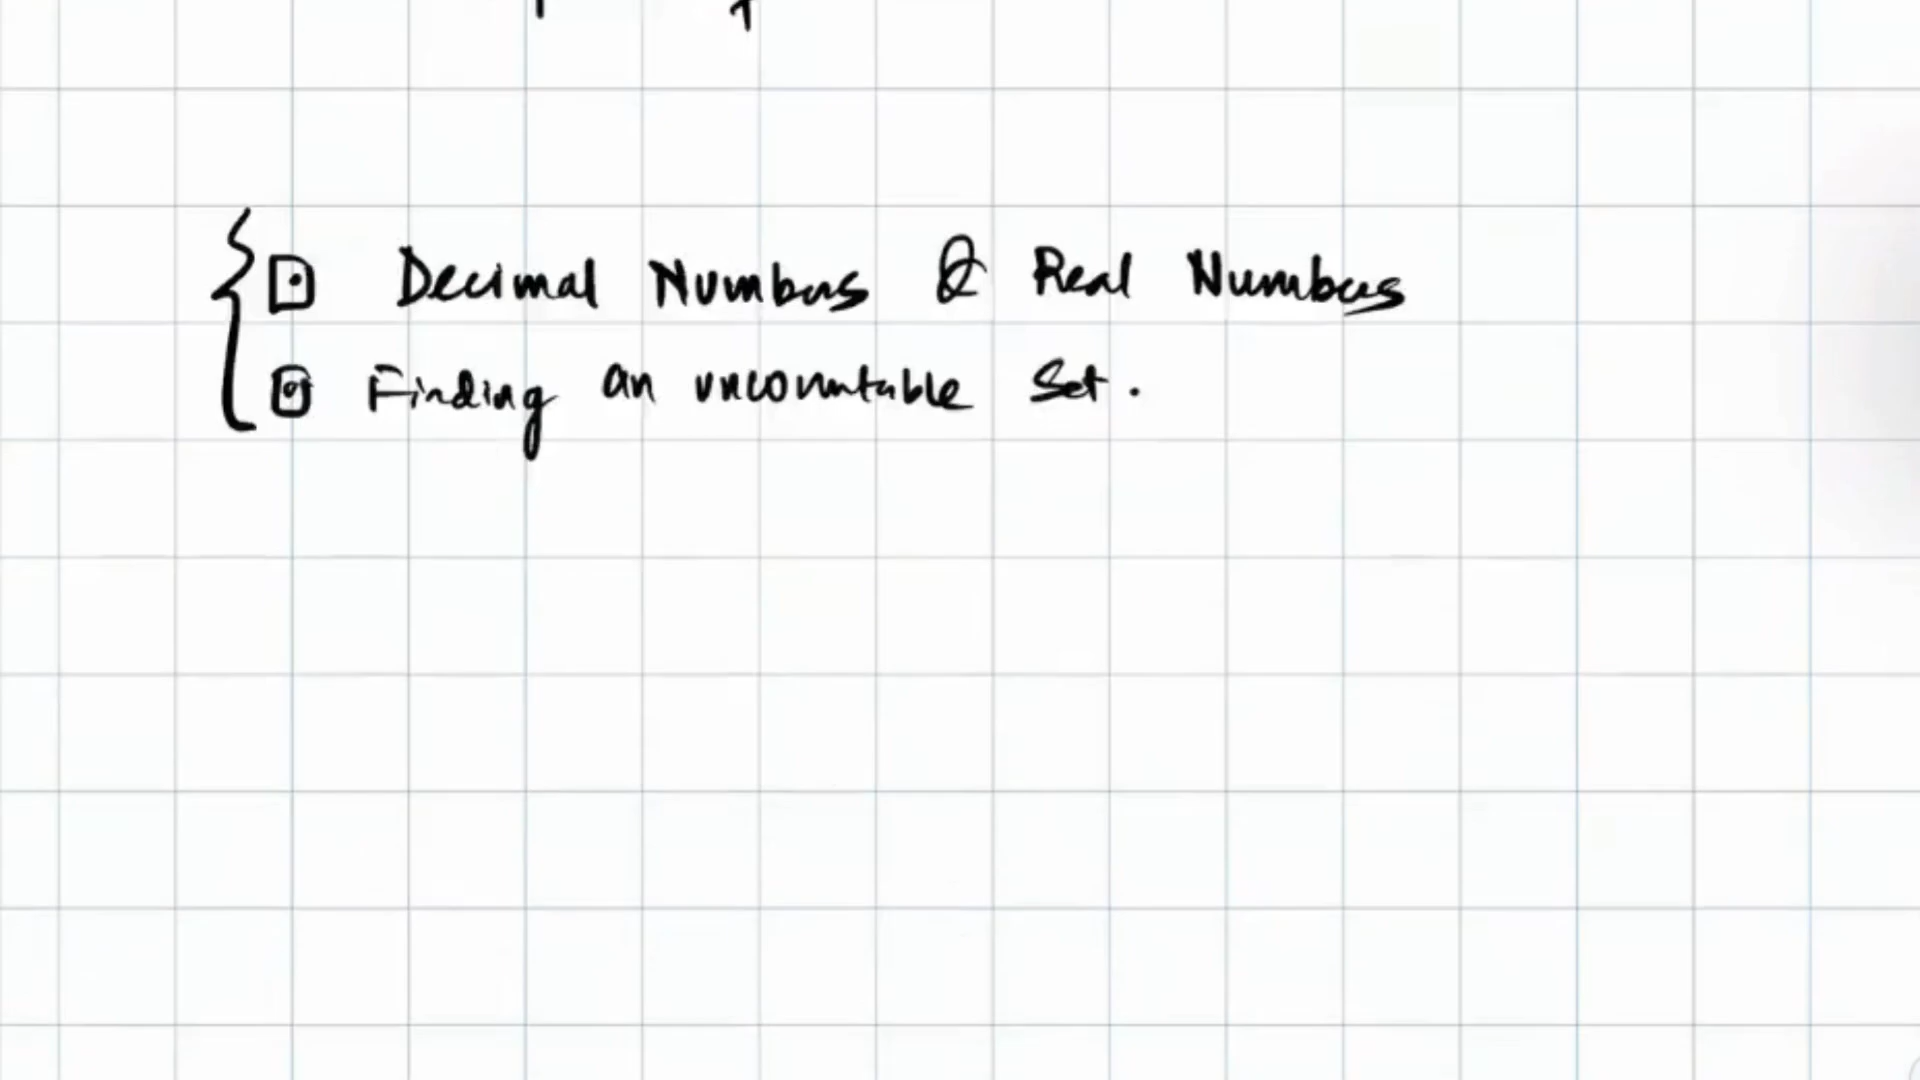 Decimal Numbers & Real Numbers
Finding an uncountable set.